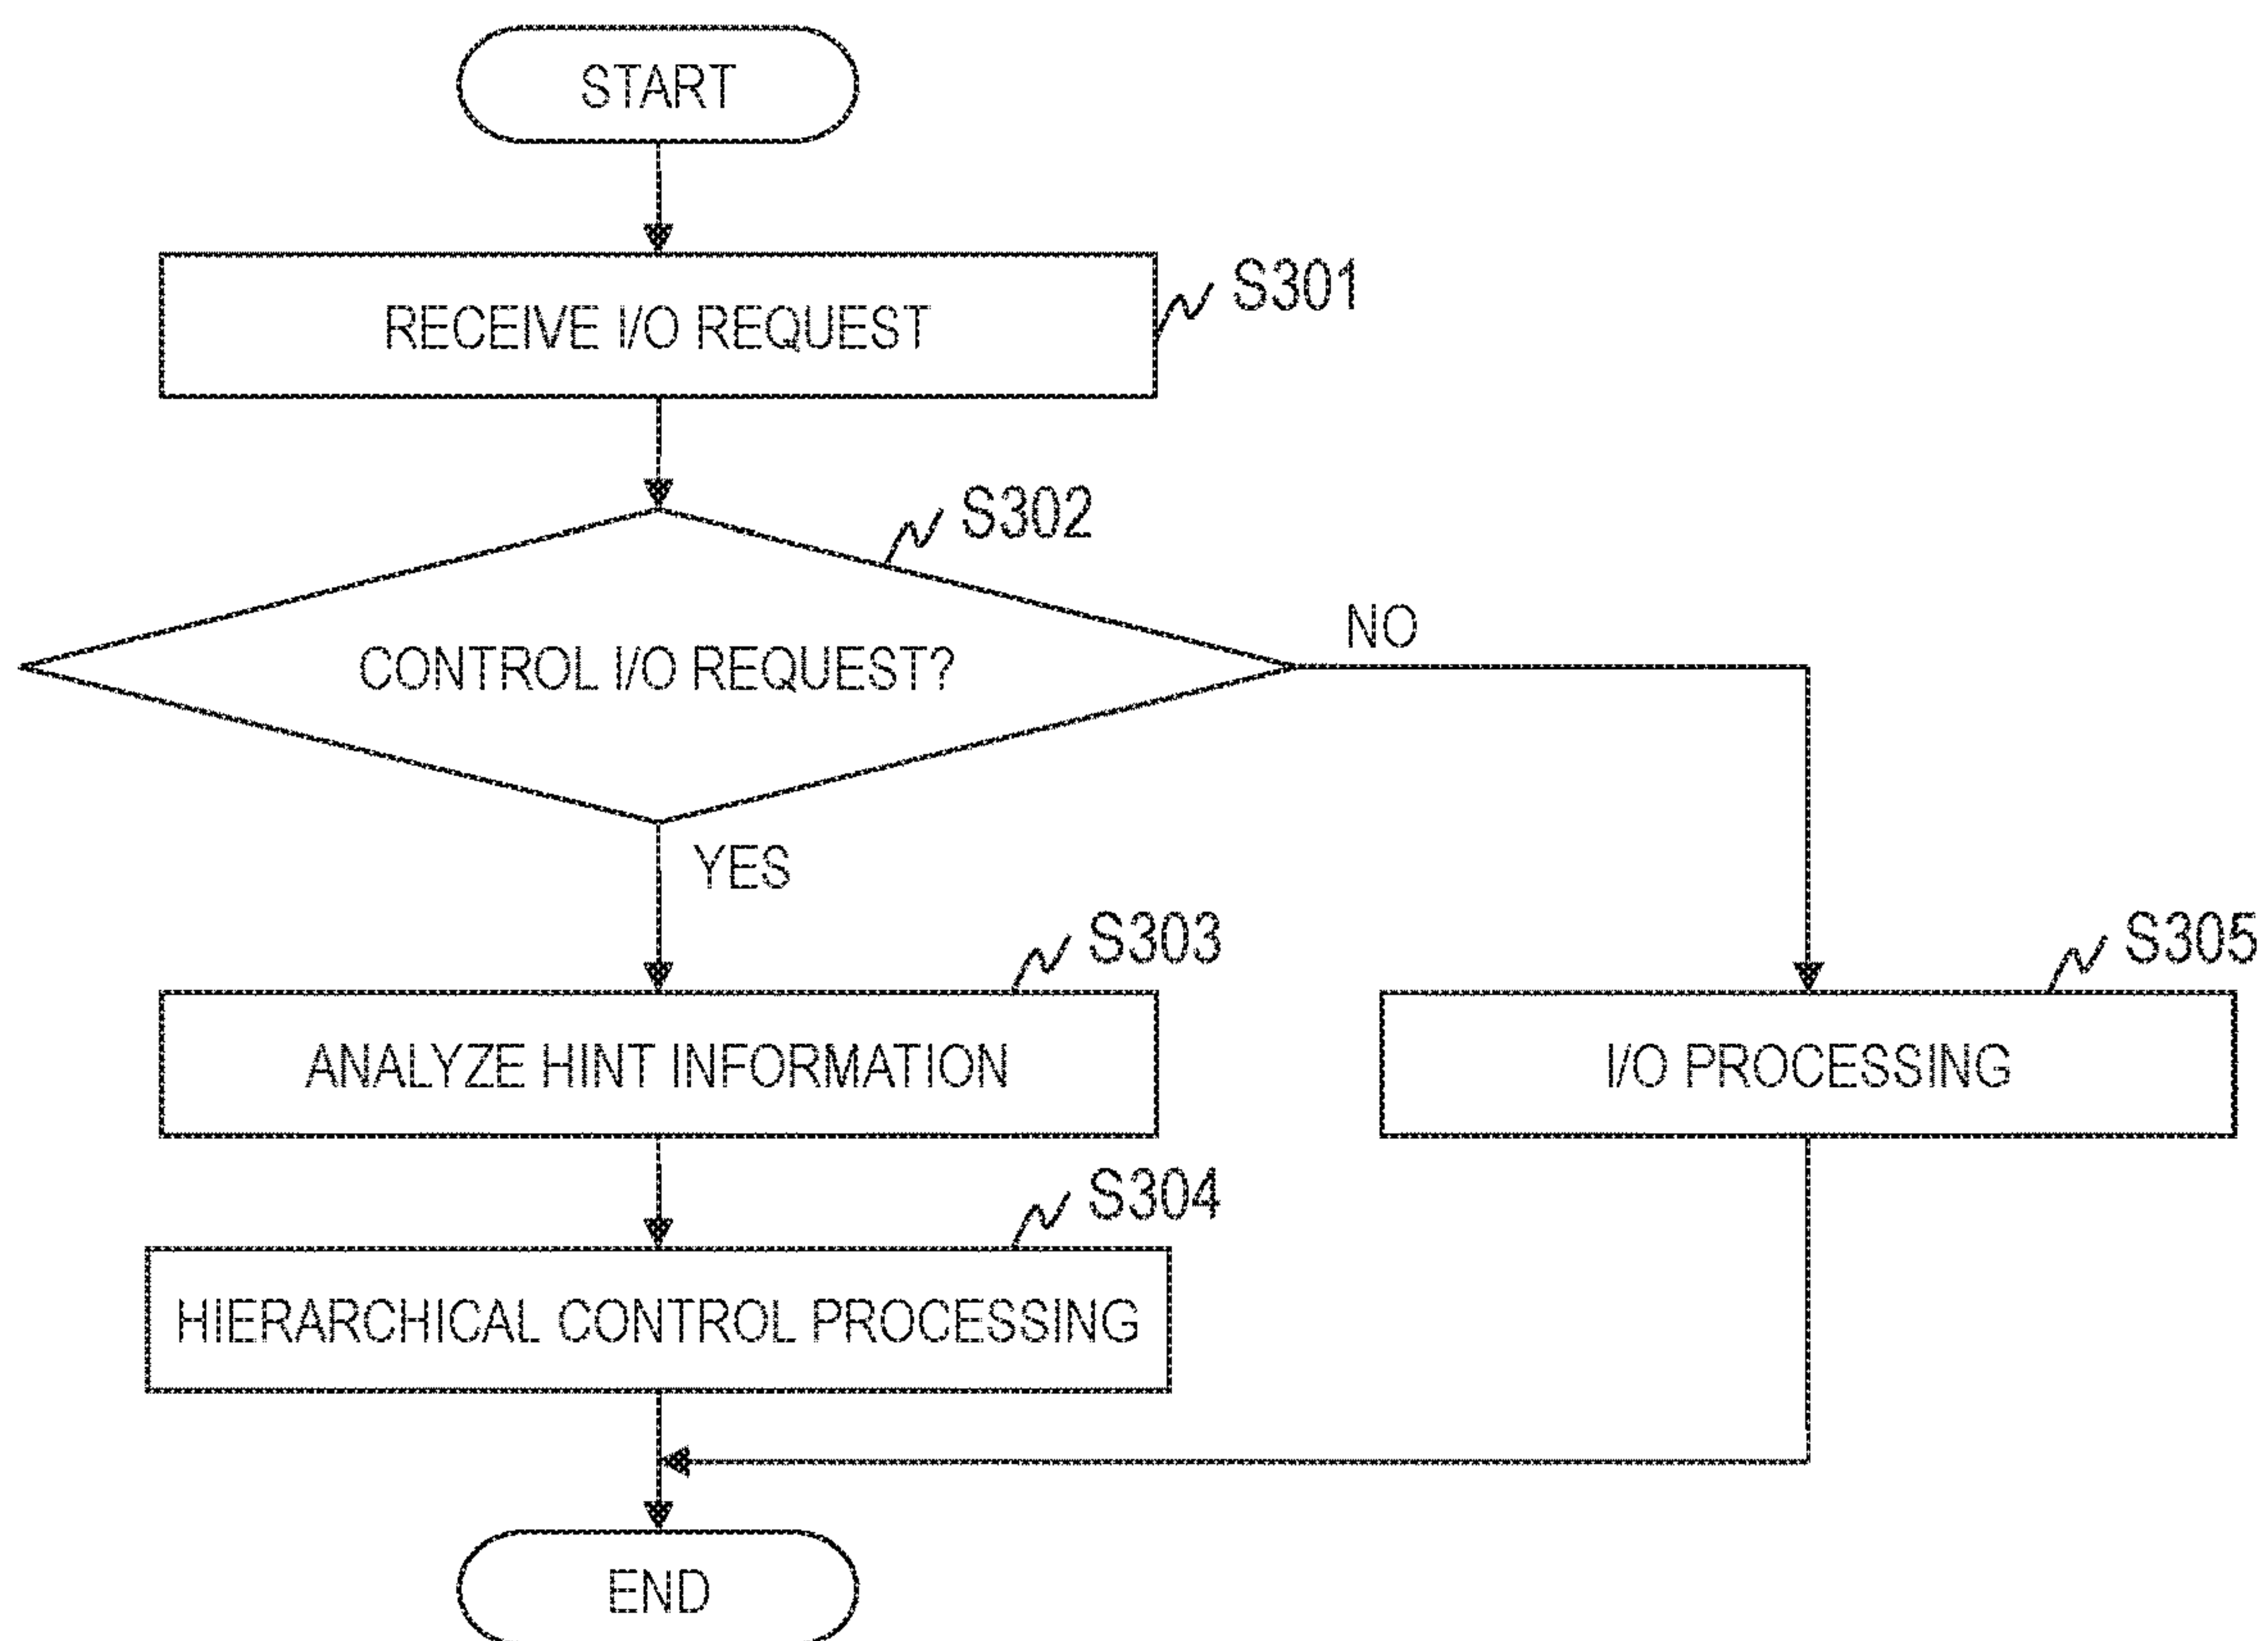 START
RECEIVE I/O REQUEST
S301
S302
CONTROL I/O REQUEST?
NO
YES
S303
ANALYZE HINT INFORMATION
S305
I/O PROCESSING
S304
HIERARCHICAL CONTROL PROCESSING
END